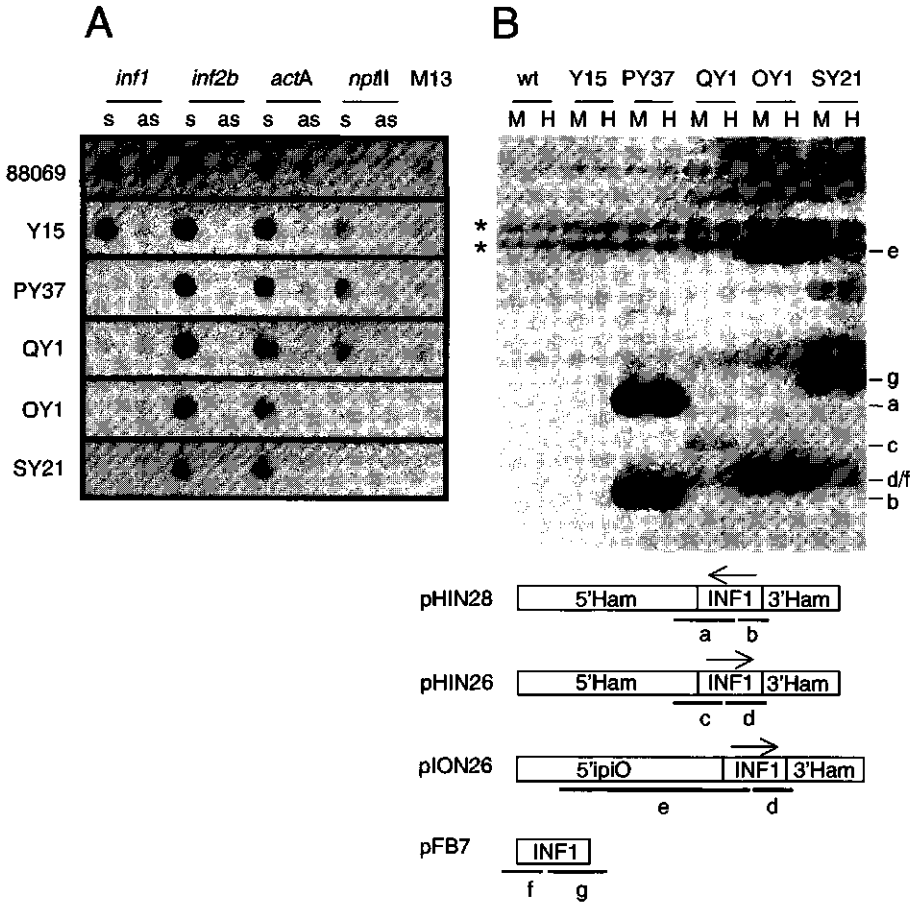 A
inf1 inf2b actA nptII M13
s as s as s as s as
88069
Y15
PY37
QY1
OY1
SY21
B
wt Y15 PY37 QY1 OY1 SY21
M H M H M H M H M H M H
*
*
e
g
a
c
d/f
b
pHIN28 5'Ham INF1 3'Ham
a b
pHIN26 5'Ham INF1 3'Ham
c d
pION26 5'ipiO INF1 3'Ham
e d
pFB7 INF1
f g